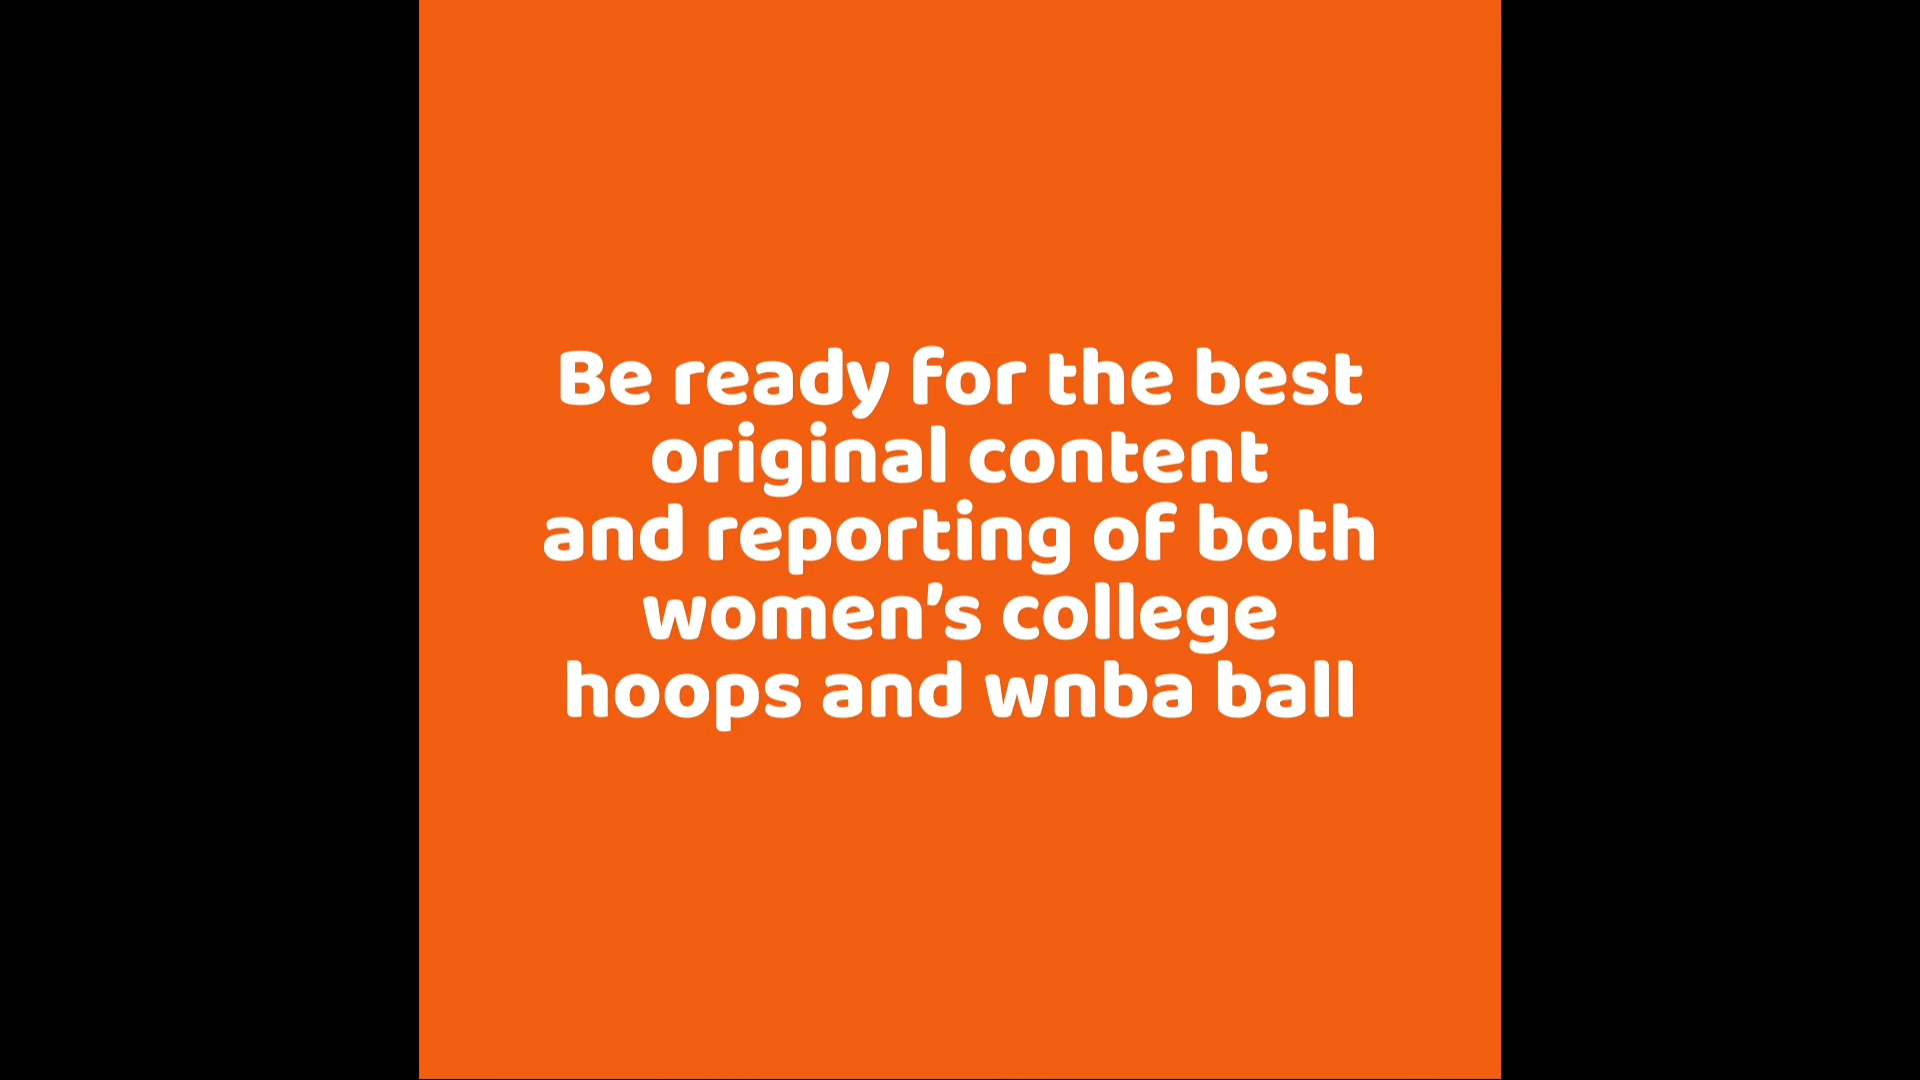 Be ready for the best
original content
and reporting of both
women’s college
hoops and wnba ball